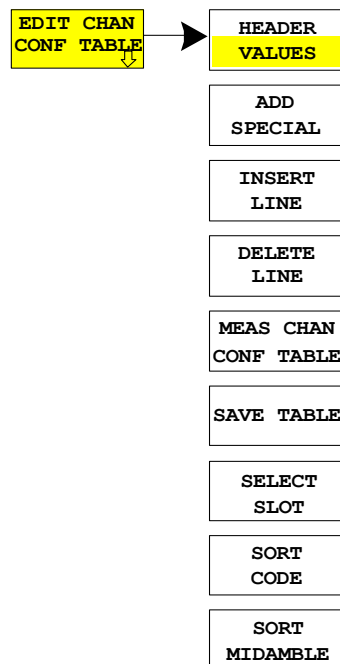 EDIT CHAN
CONF TABLE
HEADER
VALUES
ADD
SPECIAL
INSERT
LINE
DELETE
LINE
MEAS CHAN
CONF TABLE
SAVE TABLE
SELECT
SLOT
SORT
CODE
SORT
MIDAMBLE